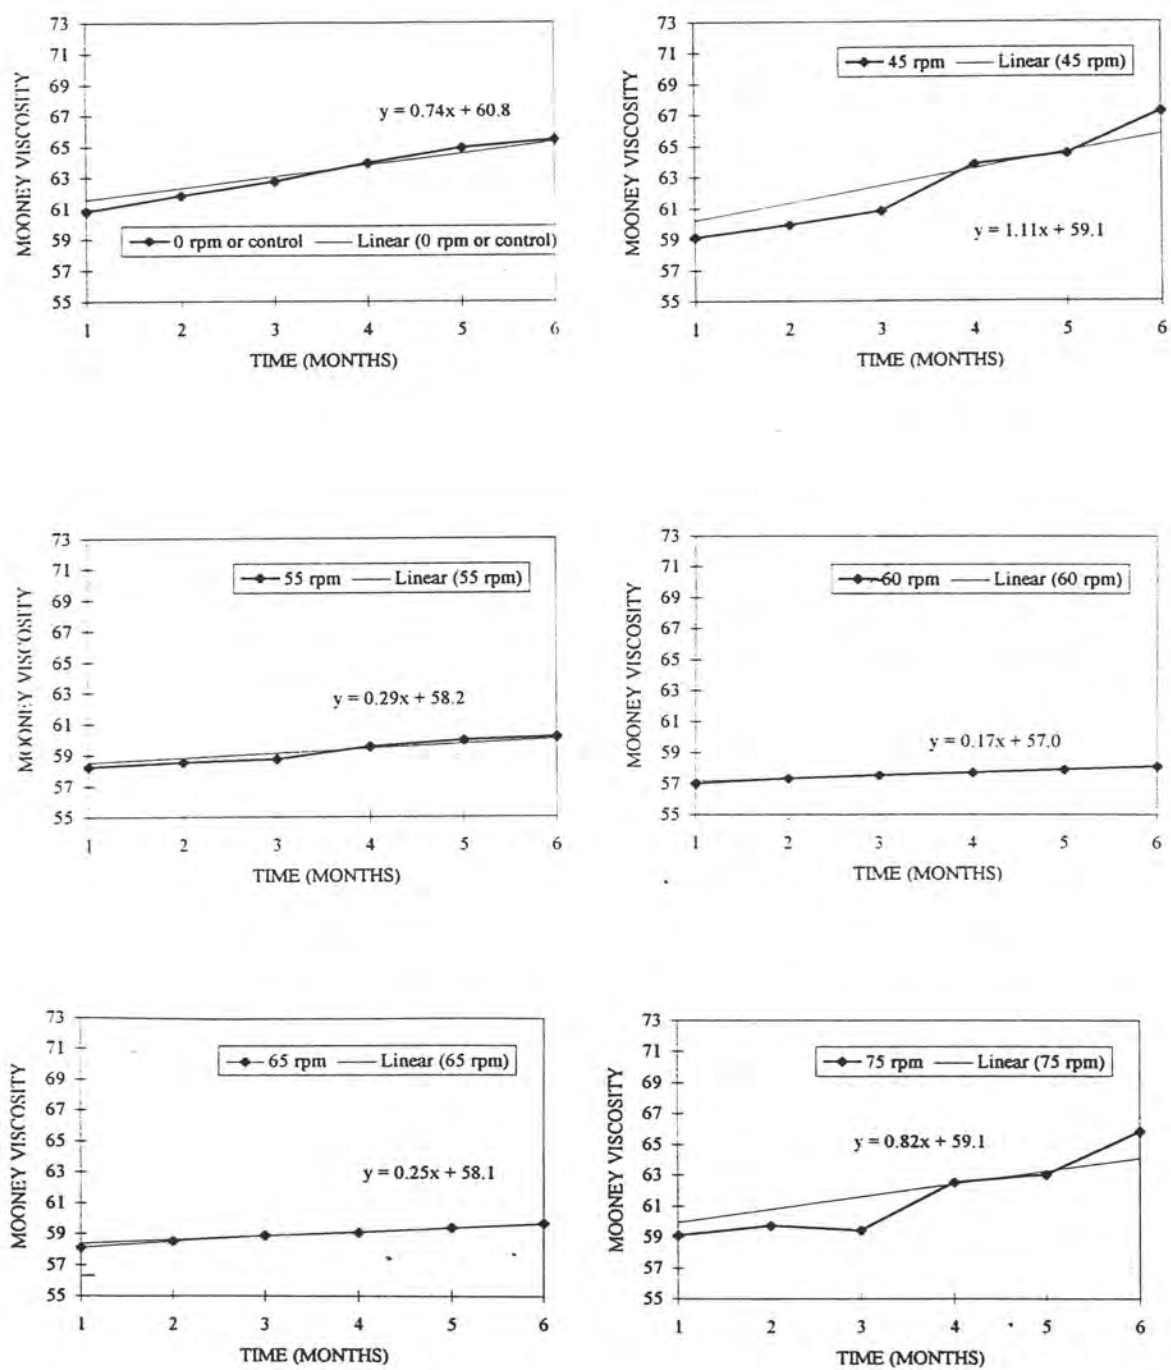 MOONEY VISCOSITY
73
71
69
67
65
63
61
59
57
55
y = 0.74x + 60.8
0 rpm or control Linear (0 rpm or control)
1 2 3 4 5 6
TIME (MONTHS)
MOONEY VISCOSITY
73
71
69
67
65
63
61
59
57
55
45 rpm Linear (45 rpm)
y = 1.11x + 59.1
1 2 3 4 5 6
TIME (MONTHS)
MOONEY VISCOSITY
73
71
69
67
65
63
61
59
57
55
55 rpm Linear (55 rpm)
y = 0.29x + 58.2
1 2 3 4 5 6
TIME (MONTHS)
MOONEY VISCOSITY
73
71
69
67
65
63
61
59
57
55
60 rpm Linear (60 rpm)
y = 0.17x + 57.0
1 2 3 4 5 6
TIME (MONTHS)
MOONEY VISCOSITY
73
71
69
67
65
63
61
59
57
55
65 rpm Linear (65 rpm)
y = 0.25x + 58.1
1 2 3 4 5 6
TIME (MONTHS)
MOONEY VISCOSITY
73
71
69
67
65
63
61
59
57
55
75 rpm Linear (75 rpm)
y = 0.82x + 59.1
1 2 3 4 5 6
TIME (MONTHS)